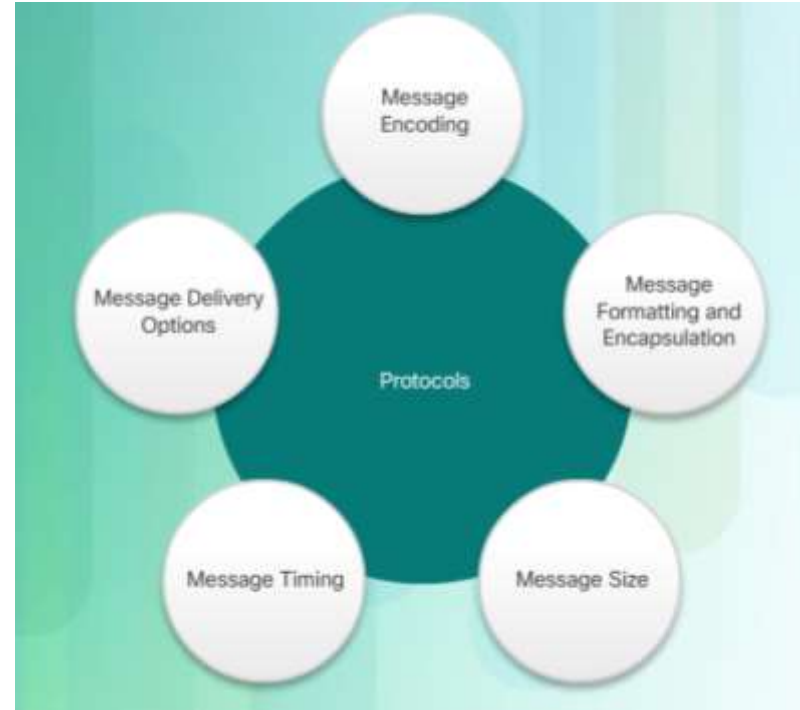 Message
Encoding
Message Delivery
Options
Message
Formatting and
Encapsulation
Protocols
Message Timing
Message Size